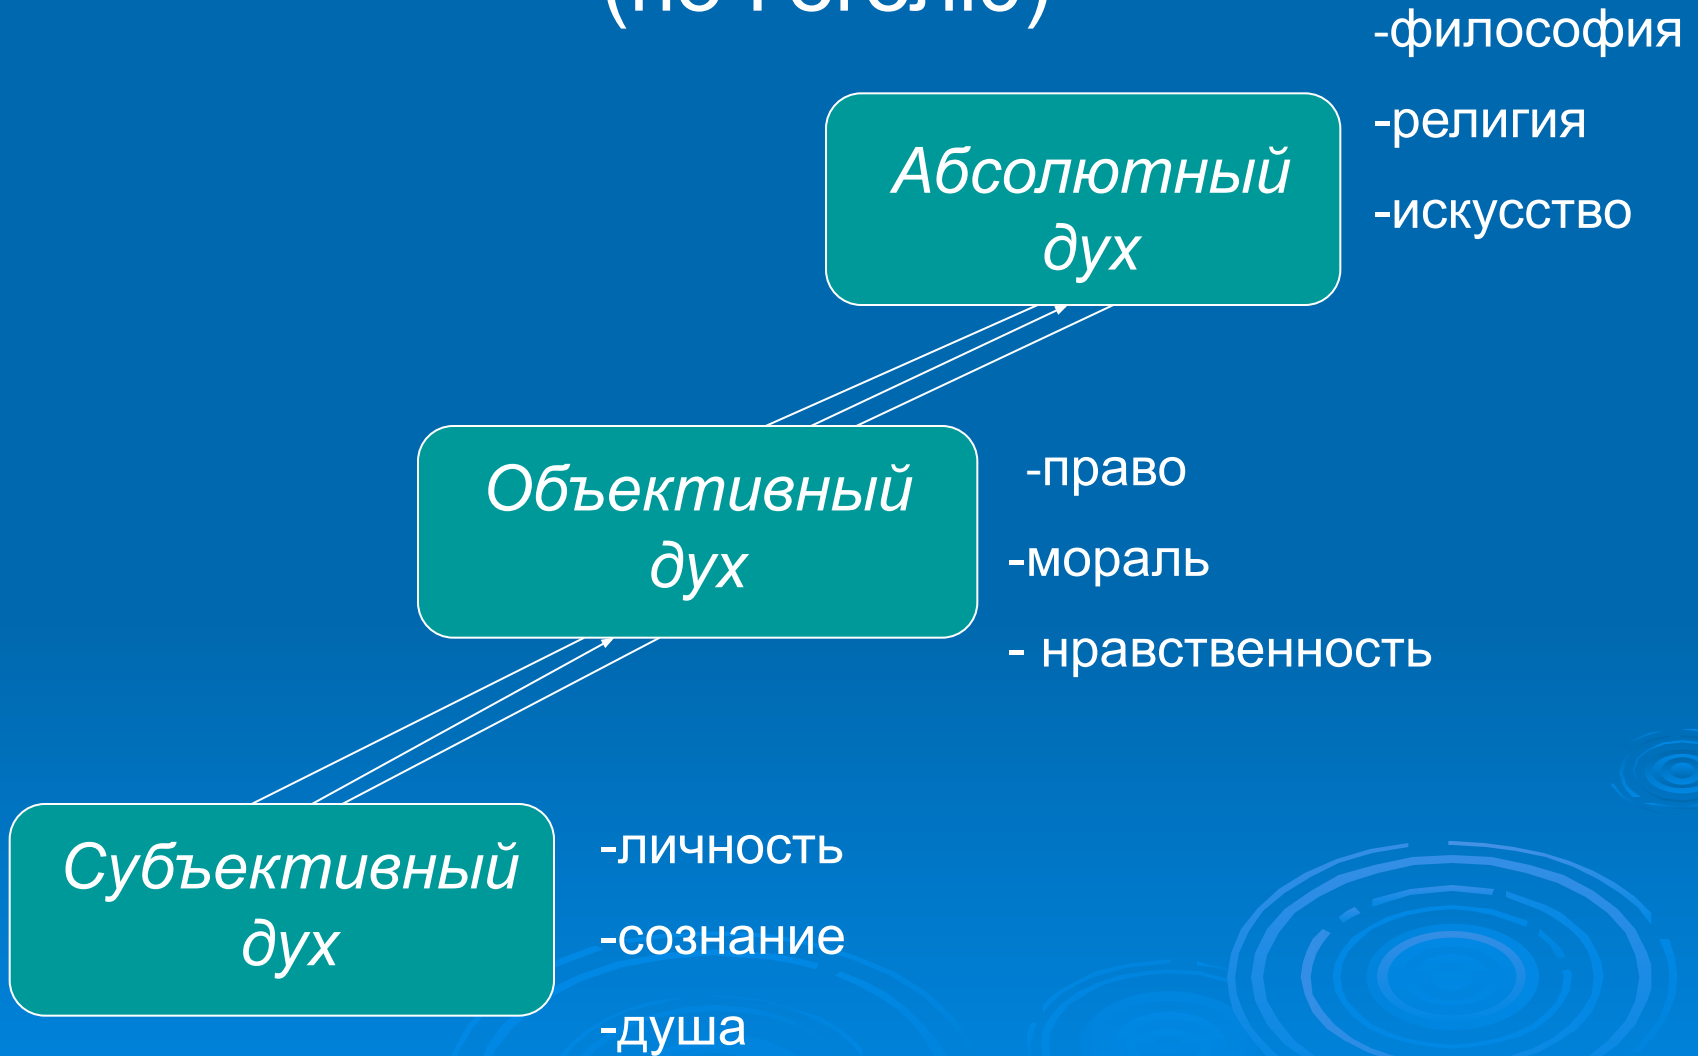 -философия
-религия
-искусство
Абсолютный
дух
Объективный
дух
-право
-мораль
- нравственность
Субъективный
дух
-личность
-сознание
-душа